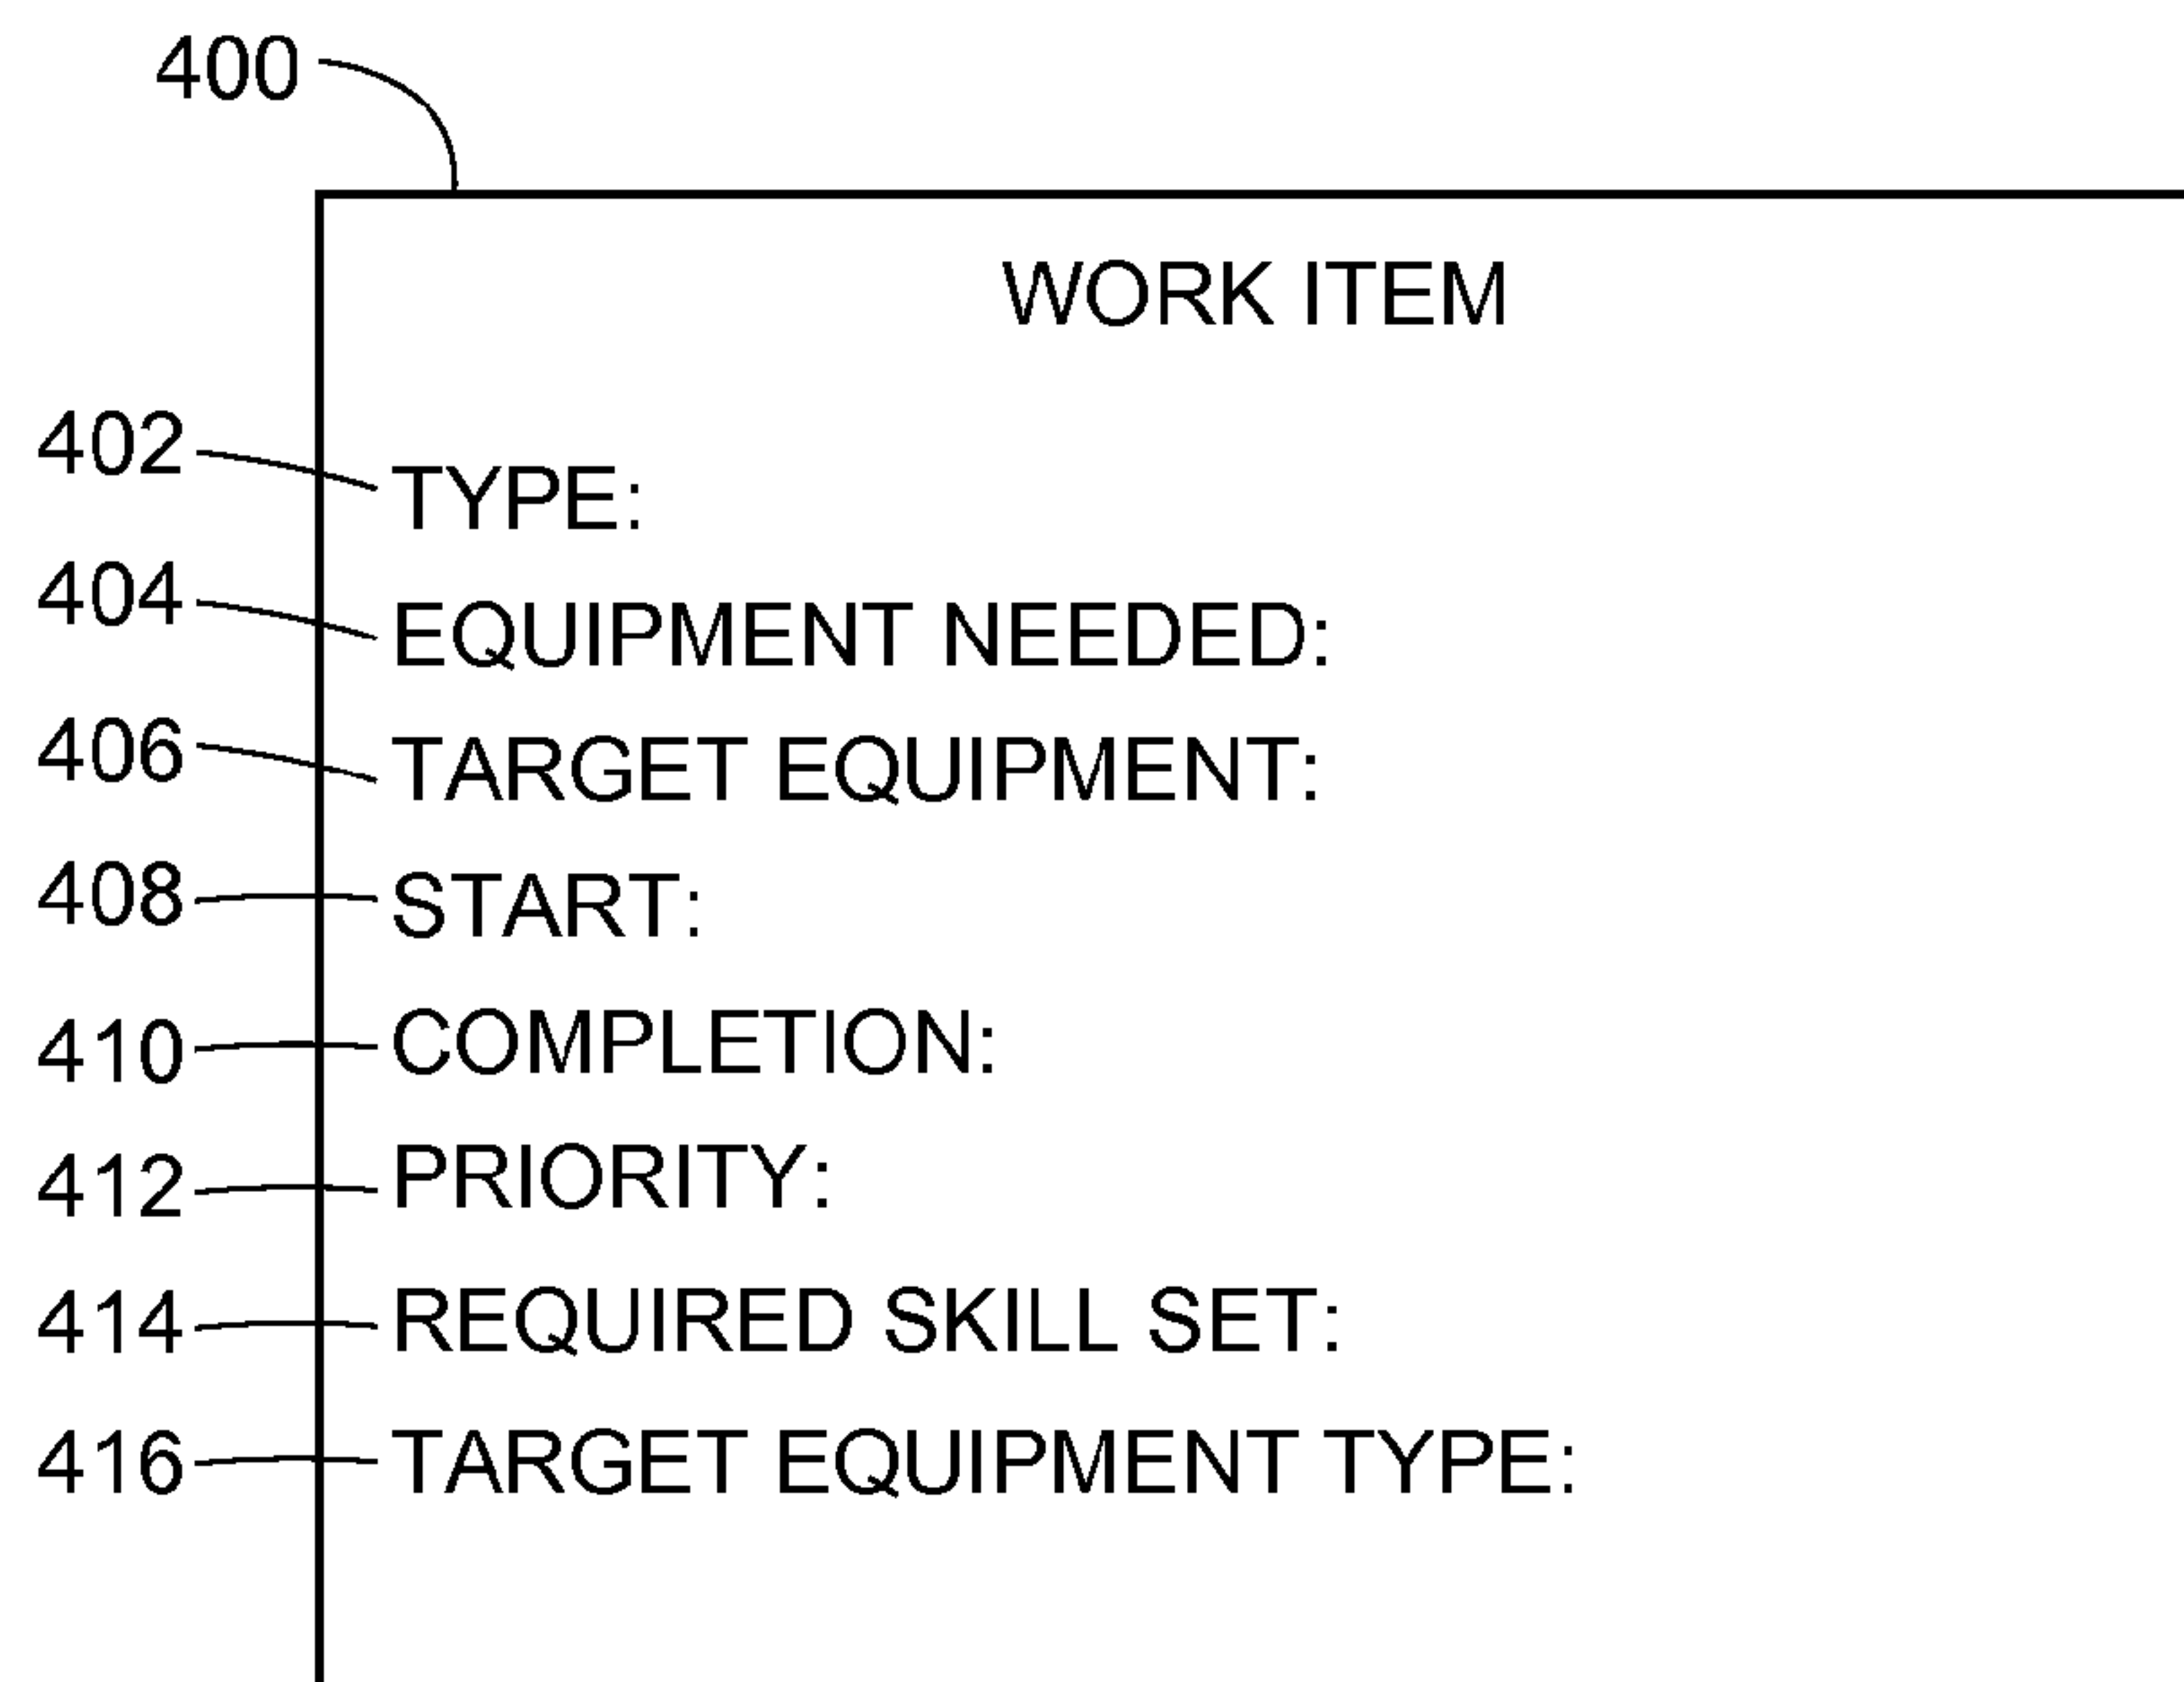 400
WORK ITEM
402 TYPE:
404 EQUIPMENT NEEDED:
406 TARGET EQUIPMENT:
408 START:
410 COMPLETION:
412 PRIORITY:
414 REQUIRED SKILL SET:
416 TARGET EQUIPMENT TYPE: